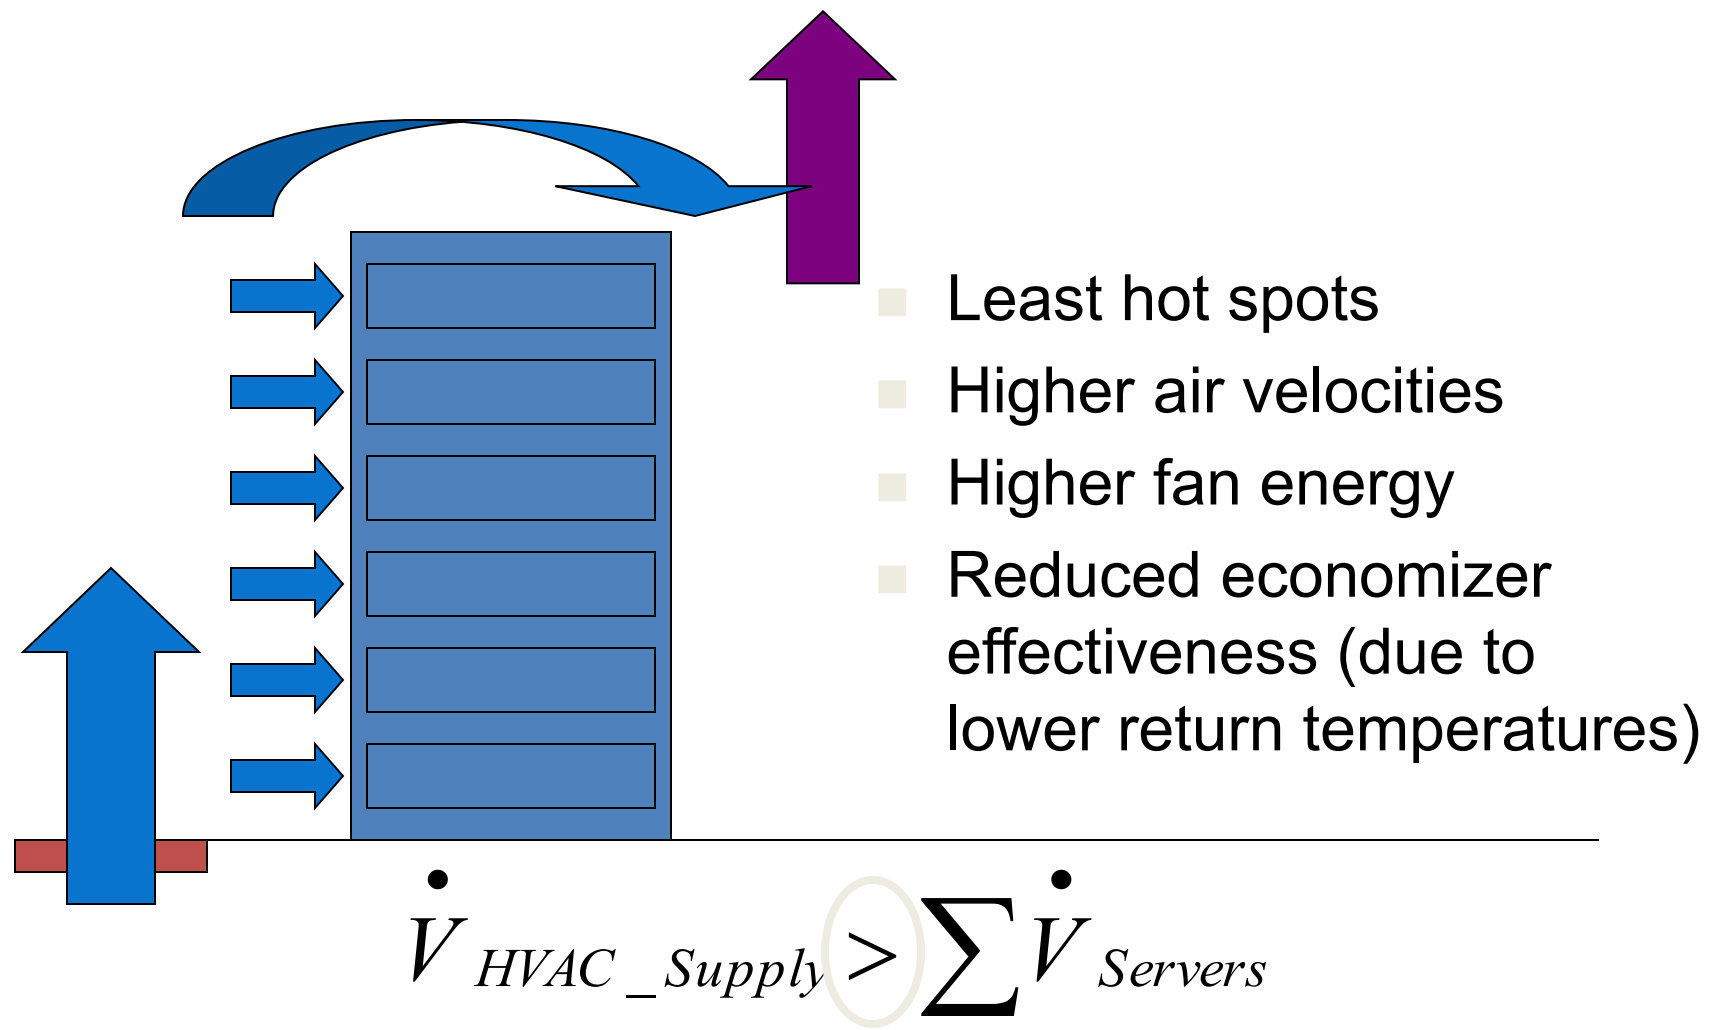 Least hot spots
Higher air velocities
Higher fan energy
Reduced economizer
effectiveness (due to
lower return temperatures)
V̇ HVAC_Supply > ∑ V̇ Servers